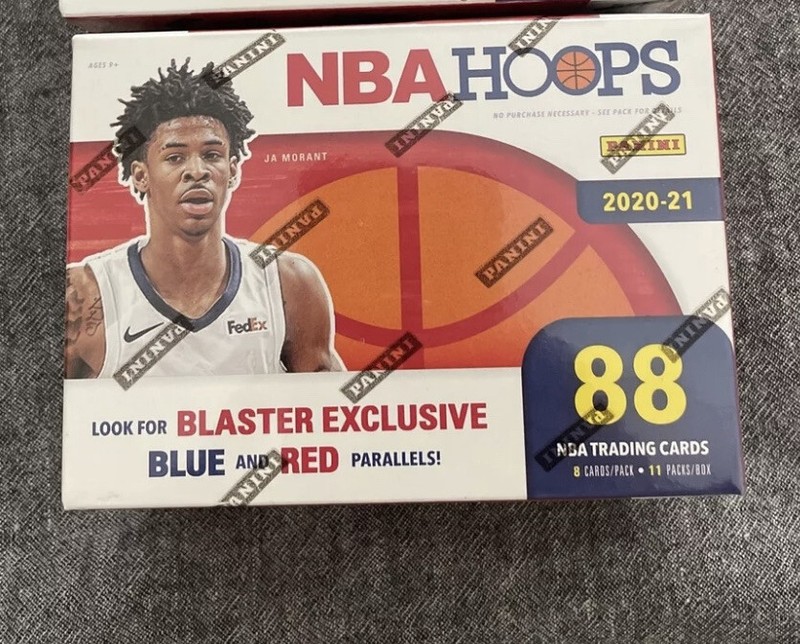 AGES 9+
NBA HOOPS
NO PURCHASE NECESSARY - SEE PACK FOR DETAILS
PANINI
JA MORANT
2020-21
FedEx
88
NBA TRADING CARDS
8 CARDS/PACK • 11 PACKS/BOX
LOOK FOR BLASTER EXCLUSIVE
BLUE AND RED PARALLELS!
PANINI
PANINI
PANINI
PANINI
PANINI
PANINI
PANINI
PANINI
PANINI
PANINI
PANINI
PANINI